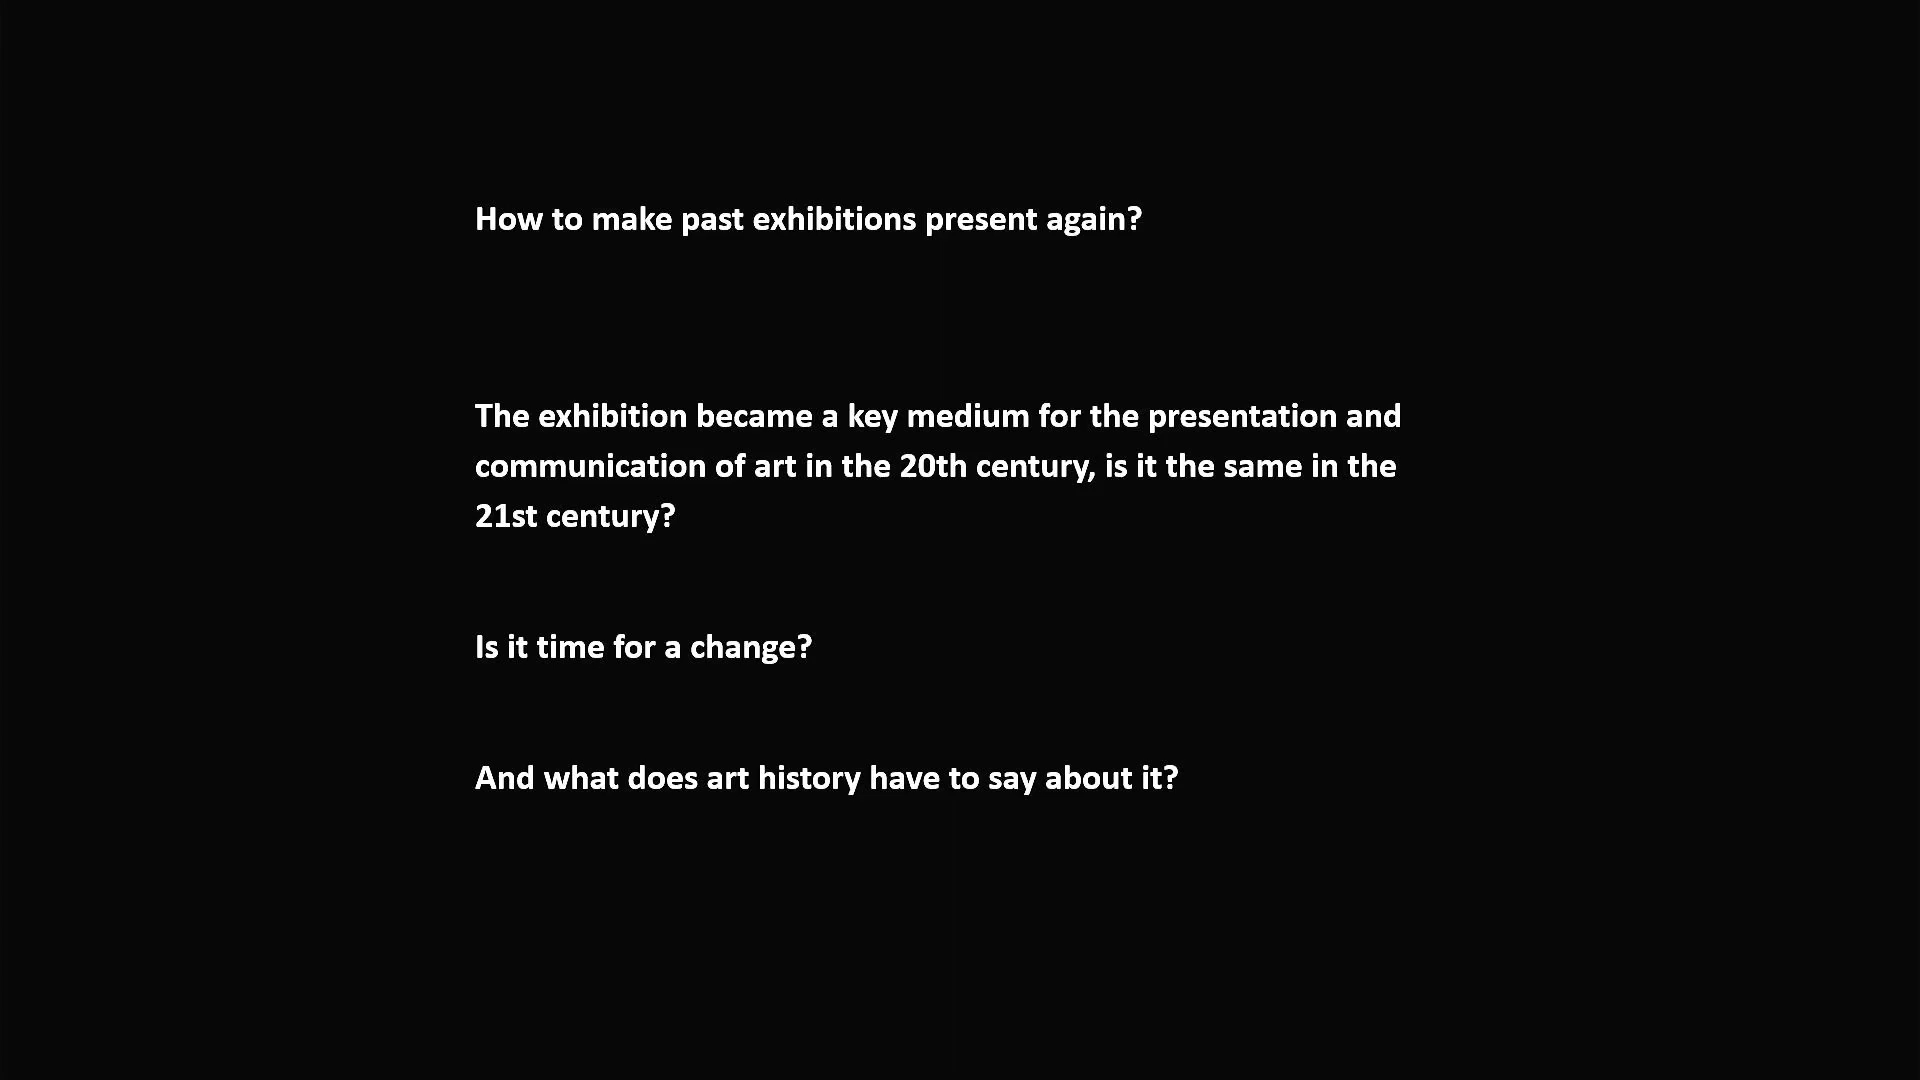 How to make past exhibitions present again?
The exhibition became a key medium for the presentation and
communication of art in the 20th century, is it the same in the
21st century?
Is it time for a change?
And what does art history have to say about it?